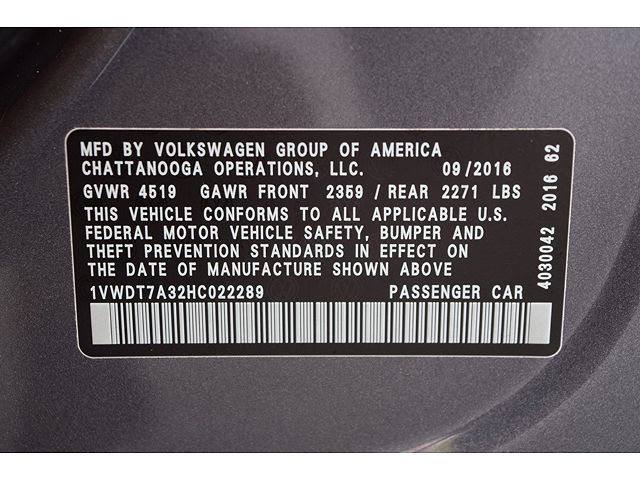 MFD BY VOLKSWAGEN GROUP OF AMERICA
CHATTANOOGA OPERATIONS, LLC. 09/2016
GVWR 4519 GAWR FRONT 2359 / REAR 2271 LBS
THIS VEHICLE CONFORMS TO ALL APPLICABLE U.S.
FEDERAL MOTOR VEHICLE SAFETY, BUMPER AND
THEFT PREVENTION STANDARDS IN EFFECT ON
THE DATE OF MANUFACTURE SHOWN ABOVE
1VWDT7A32HC022289 PASSENGER CAR
4030042 2016 62